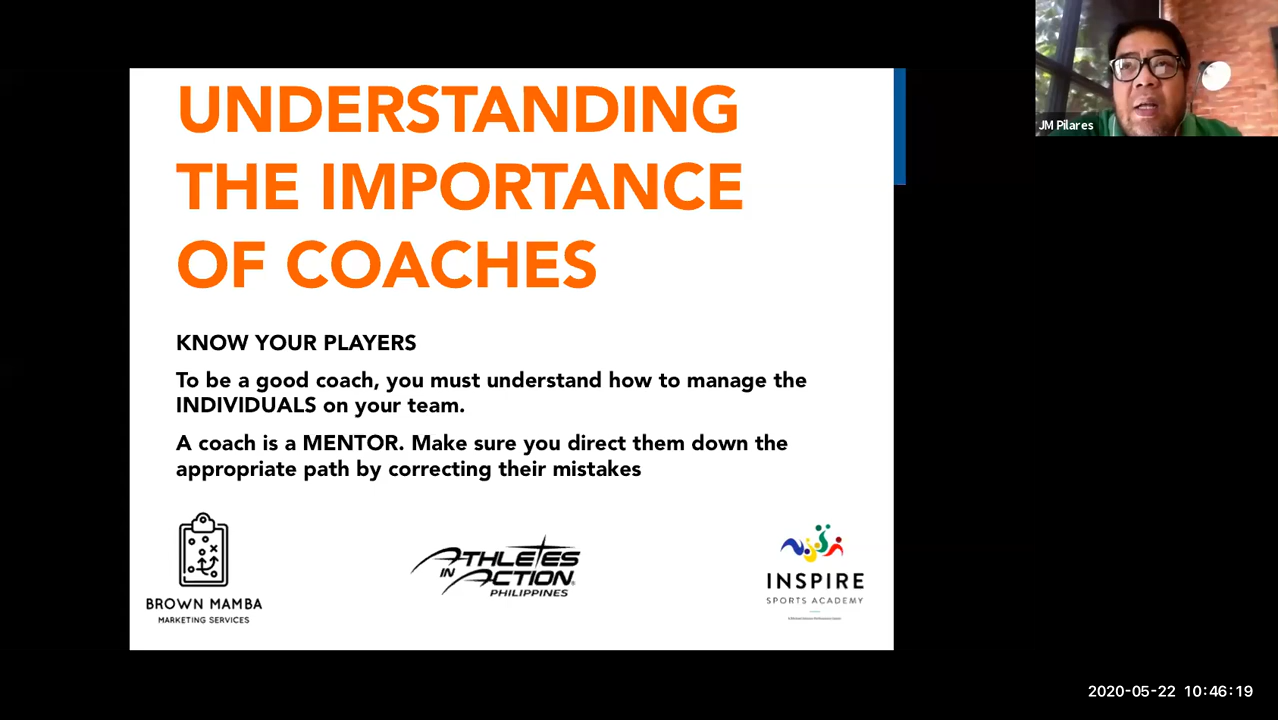 UNDERSTANDING
THE IMPORTANCE
OF COACHES
KNOW YOUR PLAYERS
To be a good coach, you must understand how to manage the
INDIVIDUALS on your team.
A coach is a MENTOR. Make sure you direct them down the
appropriate path by correcting their mistakes
BROWN MAMBA
MARKETING SERVICES
ATHLETES
IN ACTION
PHILIPPINES
INSPIRE
SPORTS ACADEMY
JM Pilares
2020-05-22 10:46:19